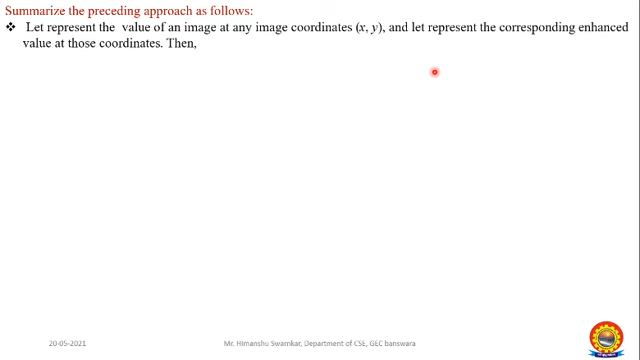 Summarize the preceding approach as follows:
❖ Let represent the value of an image at any image coordinates (x, y), and let represent the corresponding enhanced
value at those coordinates. Then,
20-05-2021 Mr. Himanshu Swarnkar, Department of CSE, GEC banswara